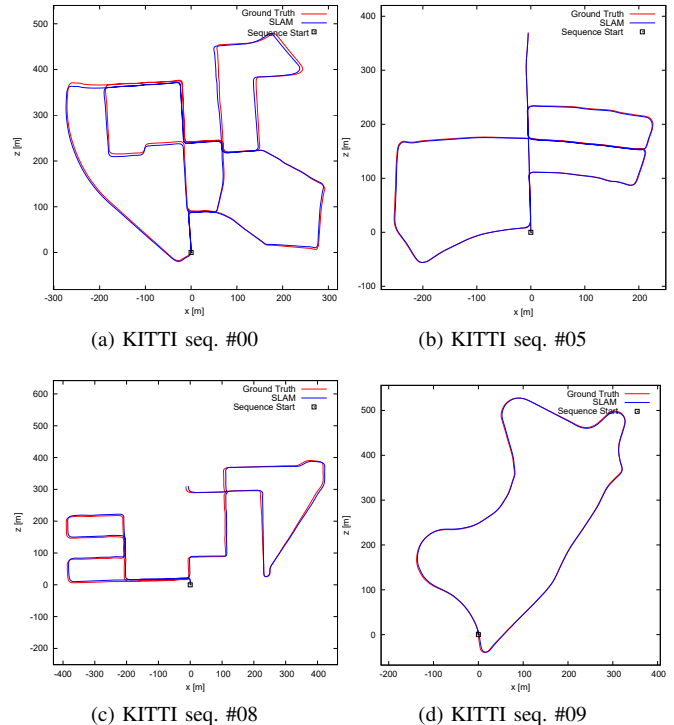 500
400
300
200
100
0
-300
-200
-100
0
100
200
300
z [m]
x [m]
Ground Truth
SLAM
Sequence Start
(a) KITTI seq. #00
400
300
200
100
0
-100
-200
-100
0
100
200
z [m]
x [m]
Ground Truth
SLAM
Sequence Start
(b) KITTI seq. #05
600
500
400
300
200
100
0
-100
-200
-400
-300
-200
-100
0
100
200
300
400
z [m]
x [m]
Ground Truth
SLAM
Sequence Start
(c) KITTI seq. #08
500
400
300
200
100
0
-200
-100
0
100
200
300
400
z [m]
x [m]
Ground Truth
SLAM
Sequence Start
(d) KITTI seq. #09